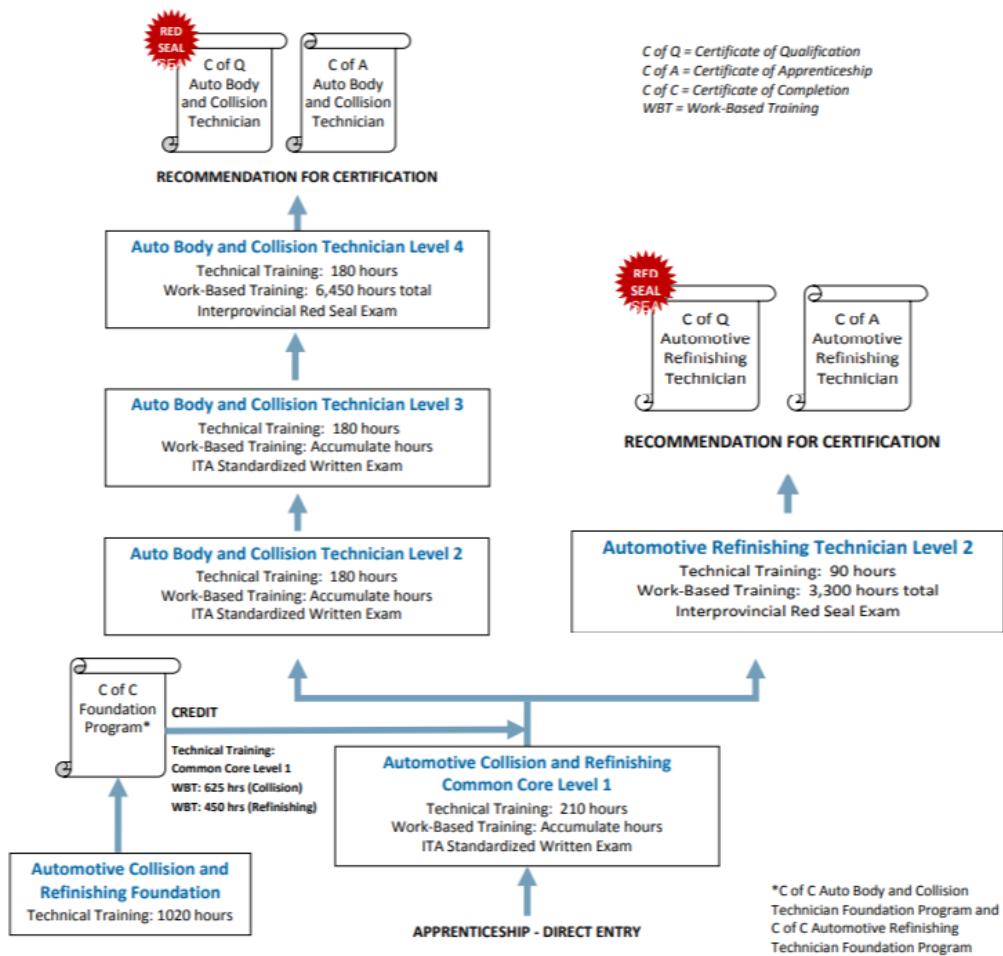 RED
SEAL
SEA
C of Q
Auto Body
and Collision
Technician
C of A
Auto Body
and Collision
Technician
C of Q = Certificate of Qualification
C of A = Certificate of Apprenticeship
C of C = Certificate of Completion
WBT = Work-Based Training
RECOMMENDATION FOR CERTIFICATION
Auto Body and Collision Technician Level 4
Technical Training: 180 hours
Work-Based Training: 6,450 hours total
Interprovincial Red Seal Exam
RED
SEAL
SEA
C of Q
Automotive
Refinishing
Technician
C of A
Automotive
Refinishing
Technician
RECOMMENDATION FOR CERTIFICATION
Auto Body and Collision Technician Level 3
Technical Training: 180 hours
Work-Based Training: Accumulate hours
ITA Standardized Written Exam
Auto Body and Collision Technician Level 2
Technical Training: 180 hours
Work-Based Training: Accumulate hours
ITA Standardized Written Exam
Automotive Refinishing Technician Level 2
Technical Training: 90 hours
Work-Based Training: 3,300 hours total
Interprovincial Red Seal Exam
C of C
Foundation
Program*
CREDIT
Technical Training:
Common Core Level 1
WBT: 625 hrs (Collision)
WBT: 450 hrs (Refinishing)
Automotive Collision and Refinishing
Common Core Level 1
Technical Training: 210 hours
Work-Based Training: Accumulate hours
ITA Standardized Written Exam
Automotive Collision and
Refinishing Foundation
Technical Training: 1020 hours
APPRENTICESHIP - DIRECT ENTRY
*C of C Auto Body and Collision
Technician Foundation Program and
C of C Automotive Refinishing
Technician Foundation Program